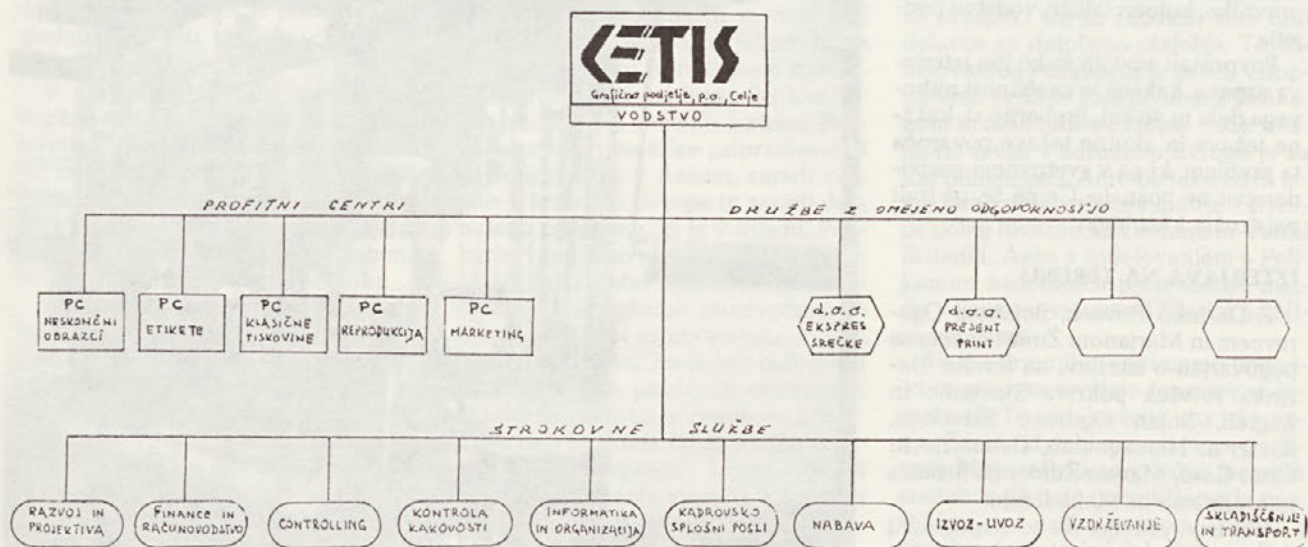 CETIS
Grafično podjetje, p.o., Celje
VODSTVO
PROFITNI CENTRI
DRUŽBE Z OMEJENO ODGOVORNOSTJO
PC
NESKONČNI
OBRAZCI
PC
ETIKETE
PC
KLASIČNE
TISKOVINE
PC
REPRODUKCIJA
PC
MARKETING
d.o.o.
EKSPRES
SREČKE
d.o.o.
PRESENT
PRINT
STROKOVNE SLUŽBE
RAZVOJ IN
PROJEKTIVA
FINANCE IN
RAČUNOVODSTVO
CONTROLLING
KONTROLA
KAKOVOSTI
INFORMATIKA
IN ORGANIZACIJA
KADROVSKO
SPLOŠNI POSLI
NABAVA
IZVOZ-UVOZ
VZDRŽEVANJE
SKLADIŠČENJE
IN TRANSPORT